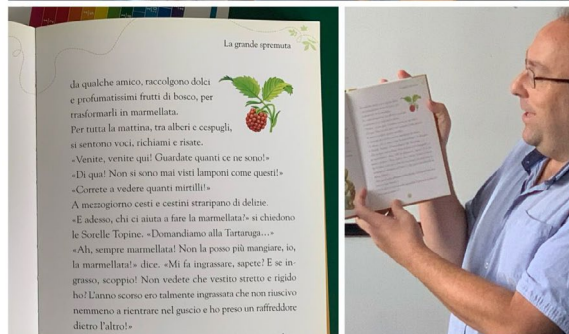 La grande spremuta
da qualche amico, raccolgono dolci
e profumatissimi frutti di bosco, per
trasformarli in marmellata.
Per tutta la mattina, tra alberi e cespugli,
si sentono voci, richiami e risate.
«Venite, venite qui! Guardate quanti ce ne sono!»
«Di qua! Non si sono mai visti lamponi come questi!»
«Correte a vedere quanti mirtilli!»
A mezzogiorno cesti e cestini straripano di delizie.
«E adesso, chi ci aiuta a fare la marmellata?» si chiedono
le Sorelle Topine. «Domandiamo alla Tartaruga...»
«Ah, sempre marmellata! Non la posso più mangiare, io,
la marmellata!» dice. «Mi fa ingrassare, sapete? E se in-
grasso, scoppio! Non vedete che vestito stretto e rigido
ho? L'anno scorso ero talmente ingrassata che non riuscivo
nemmeno a rientrare nel guscio e ho preso un raffreddore
dietro l'altro!»